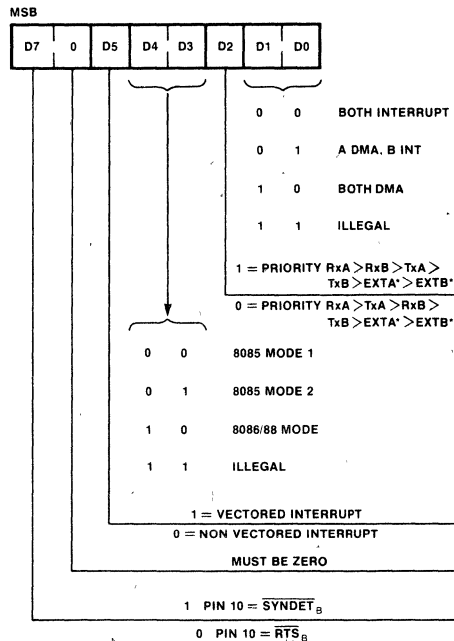 MSB
D7 0 D5 D4 D3 D2 D1 D0
0 0 BOTH INTERRUPT
0 1 A DMA, B INT
1 0 BOTH DMA
1 1 ILLEGAL
1 = PRIORITY RxA > RxB > TxA >
TxB > EXTA* > EXTB*
0 = PRIORITY RxA > TxA > RxB >
TxB > EXTA* > EXTB*
0 0 8085 MODE 1
0 1 8085 MODE 2
1 0 8086/88 MODE
1 1 ILLEGAL
1 = VECTORED INTERRUPT
0 = NON VECTORED INTERRUPT
MUST BE ZERO
1 PIN 10 = SYNDET B
0 PIN 10 = RTS B